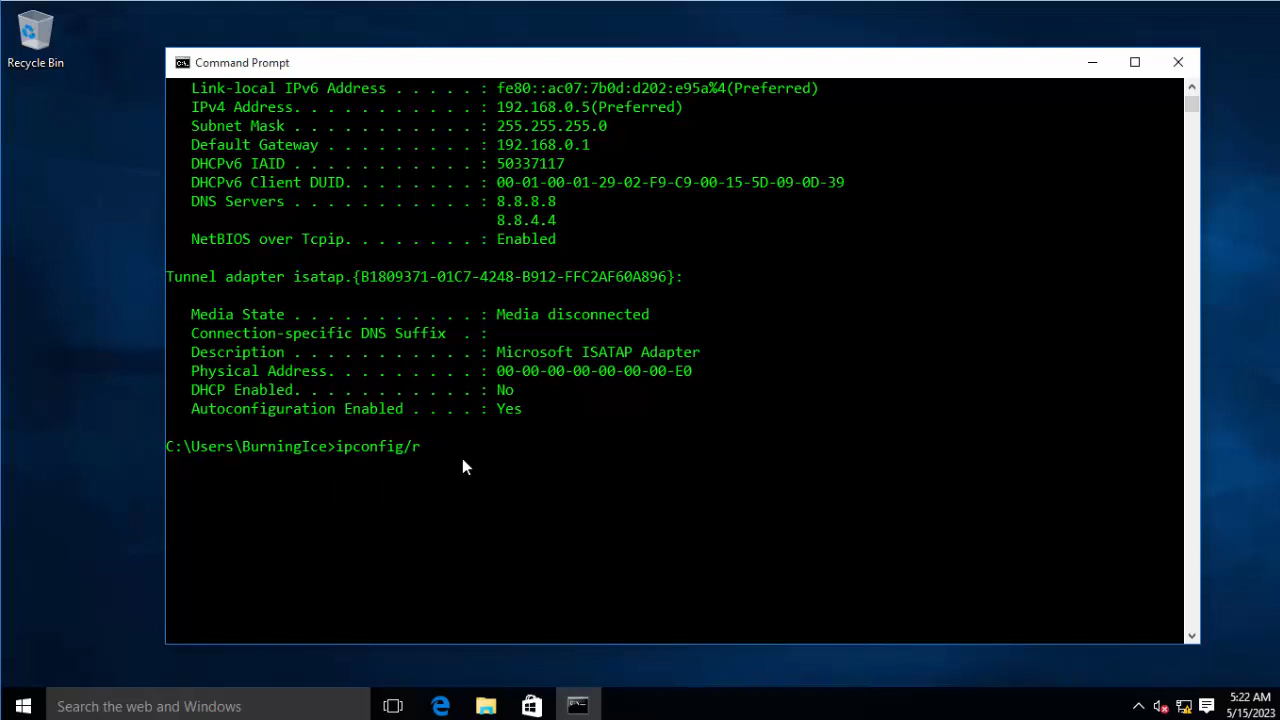 Recycle Bin
Command Prompt
Link-local IPv6 Address . . . . . : fe80::ac07:7b0d:d202:e95a%4(Preferred)
IPv4 Address. . . . . . . . . . . : 192.168.0.5(Preferred)
Subnet Mask . . . . . . . . . . . : 255.255.255.0
Default Gateway . . . . . . . . . : 192.168.0.1
DHCPv6 IAID . . . . . . . . . . . : 50337117
DHCPv6 Client DUID. . . . . . . . : 00-01-00-01-29-02-F9-C9-00-15-5D-09-0D-39
DNS Servers . . . . . . . . . . . : 8.8.8.8
8.8.4.4
NetBIOS over Tcpip. . . . . . . . : Enabled
Tunnel adapter isatap.{B1809371-01C7-4248-B912-FFC2AF60A896}:
Media State . . . . . . . . . . . : Media disconnected
Connection-specific DNS Suffix  . :
Description . . . . . . . . . . . : Microsoft ISATAP Adapter
Physical Address. . . . . . . . . : 00-00-00-00-00-00-00-E0
DHCP Enabled. . . . . . . . . . . : No
Autoconfiguration Enabled . . . . : Yes
C:\Users\BurningIce>ipconfig/r
Search the web and Windows
5:22 AM
5/15/2023